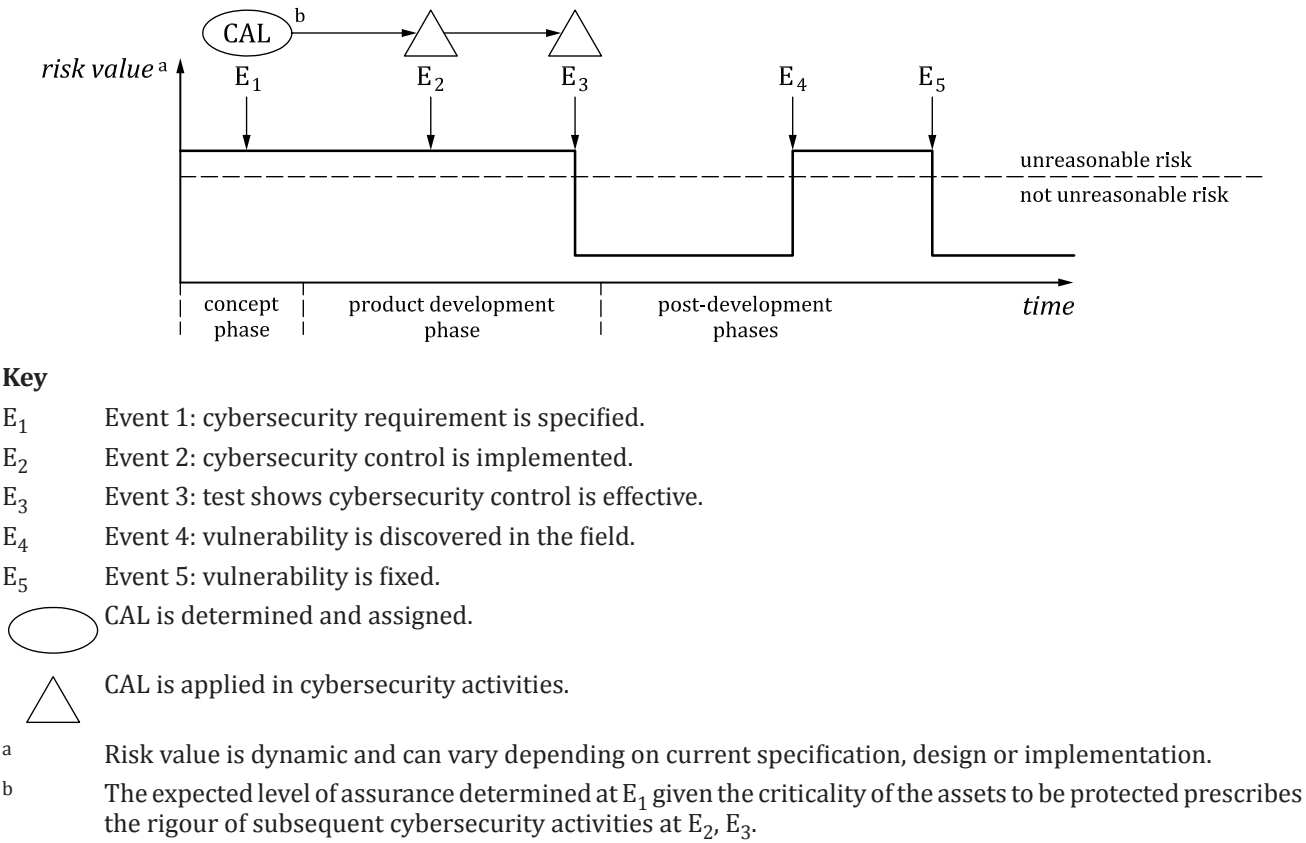 CAL b
risk value a
E1 E2 E3 E4 E5
unreasonable risk
not unreasonable risk
concept phase
product development phase
post-development phases
time
Key
E1 Event 1: cybersecurity requirement is specified.
E2 Event 2: cybersecurity control is implemented.
E3 Event 3: test shows cybersecurity control is effective.
E4 Event 4: vulnerability is discovered in the field.
E5 Event 5: vulnerability is fixed.
CAL is determined and assigned.
CAL is applied in cybersecurity activities.
a Risk value is dynamic and can vary depending on current specification, design or implementation.
b The expected level of assurance determined at E1 given the criticality of the assets to be protected prescribes
the rigour of subsequent cybersecurity activities at E2, E3.